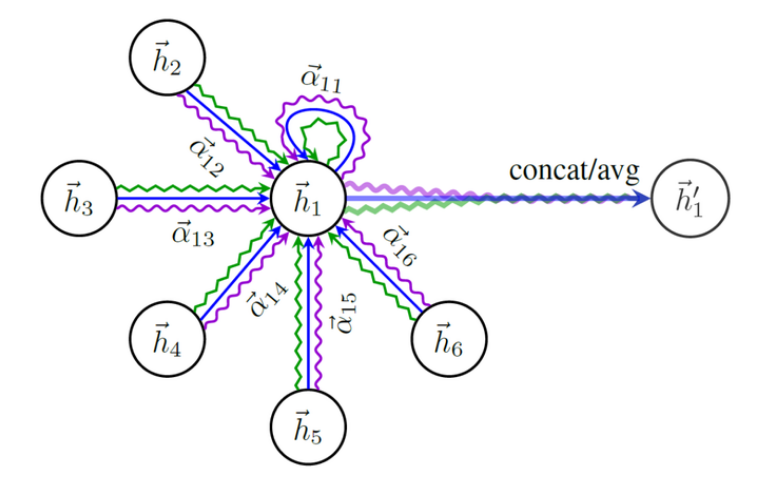 h⃗₂
α⃗₁₁
α⃗₁₂
concat/avg
h⃗₃
h⃗₁
h⃗′₁
α⃗₁₃
α⃗₁₆
α⃗₁₄
α⃗₁₅
h⃗₄
h⃗₆
h⃗₅